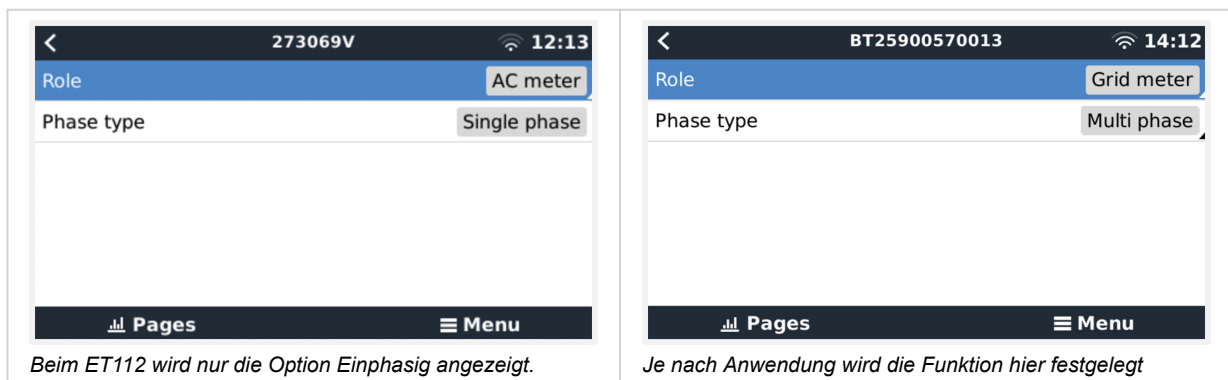 273069V 12:13
Role AC meter
Phase type Single phase
Pages Menu
Beim ET112 wird nur die Option Einphasig angezeigt.
BT25900570013 14:12
Role Grid meter
Phase type Multi phase
Pages Menu
Je nach Anwendung wird die Funktion hier festgelegt